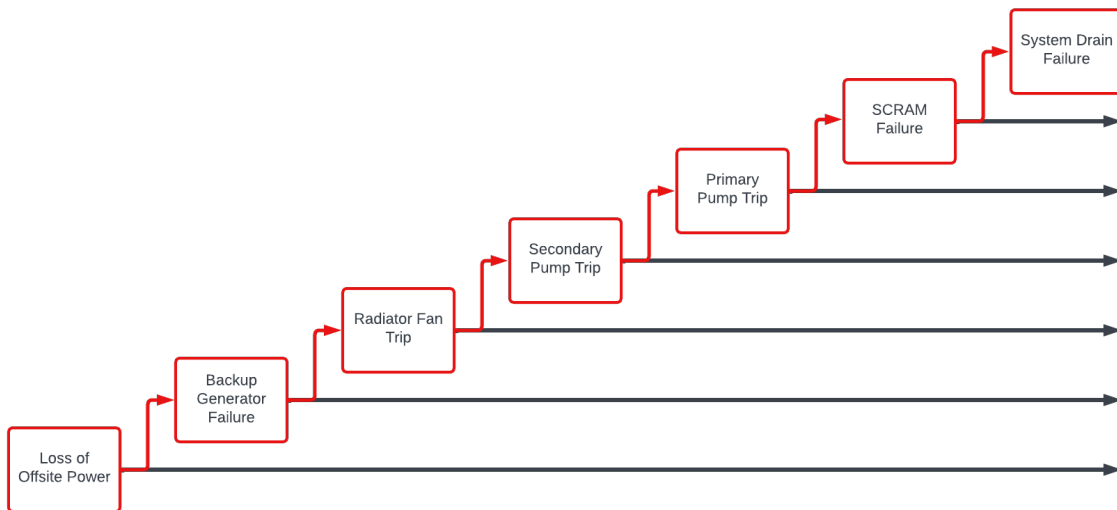 System Drain
Failure
SCRAM
Failure
Primary
Pump Trip
Secondary
Pump Trip
Radiator Fan
Trip
Backup
Generator
Failure
Loss of
Offsite Power